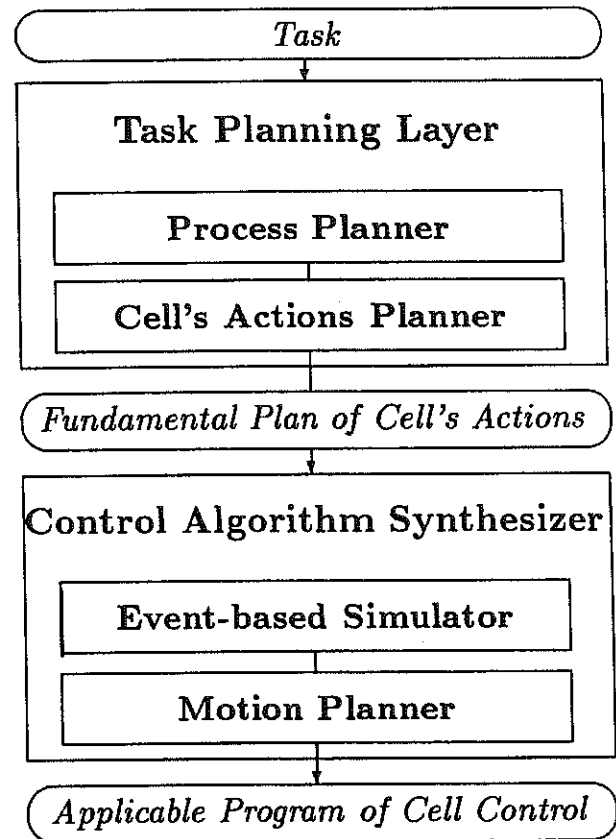 Task
Task Planning Layer
Process Planner
Cell's Actions Planner
Fundamental Plan of Cell's Actions
Control Algorithm Synthesizer
Event-based Simulator
Motion Planner
Applicable Program of Cell Control